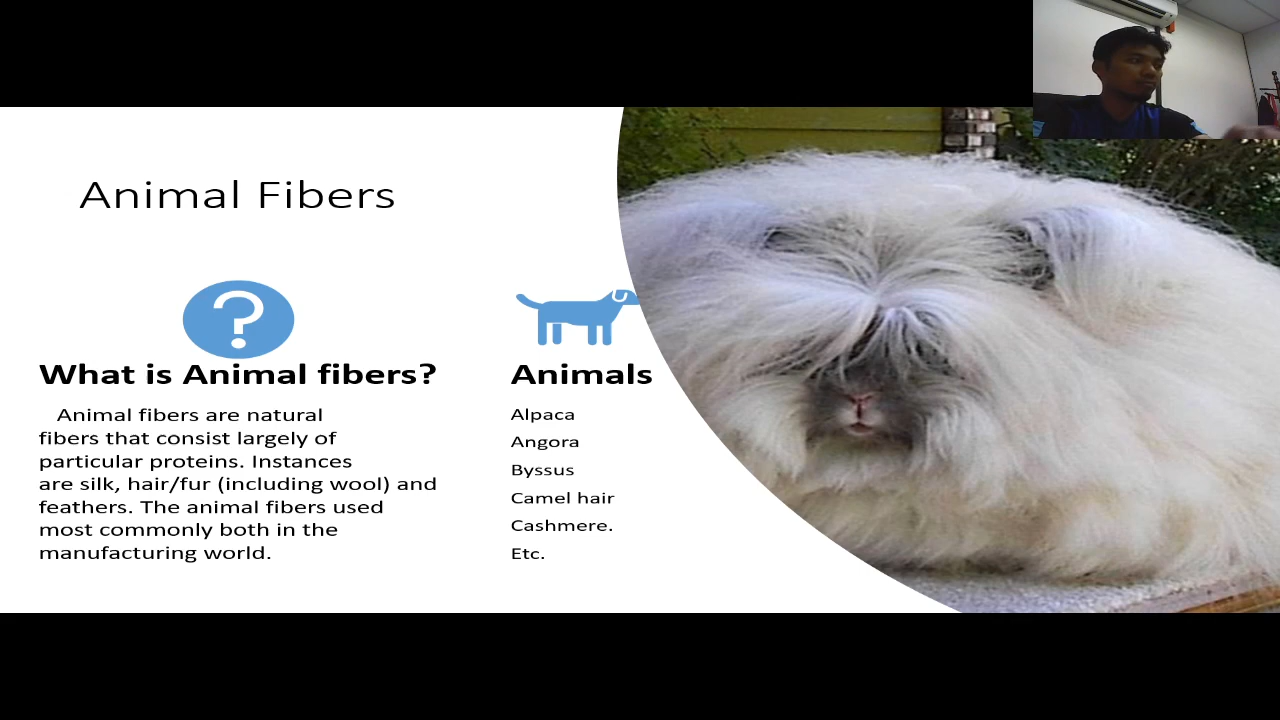 Animal Fibers
What is Animal fibers?
Animal fibers are natural
fibers that consist largely of
particular proteins. Instances
are silk, hair/fur (including wool) and
feathers. The animal fibers used
most commonly both in the
manufacturing world.
Animals
Alpaca
Angora
Byssus
Camel hair
Cashmere.
Etc.